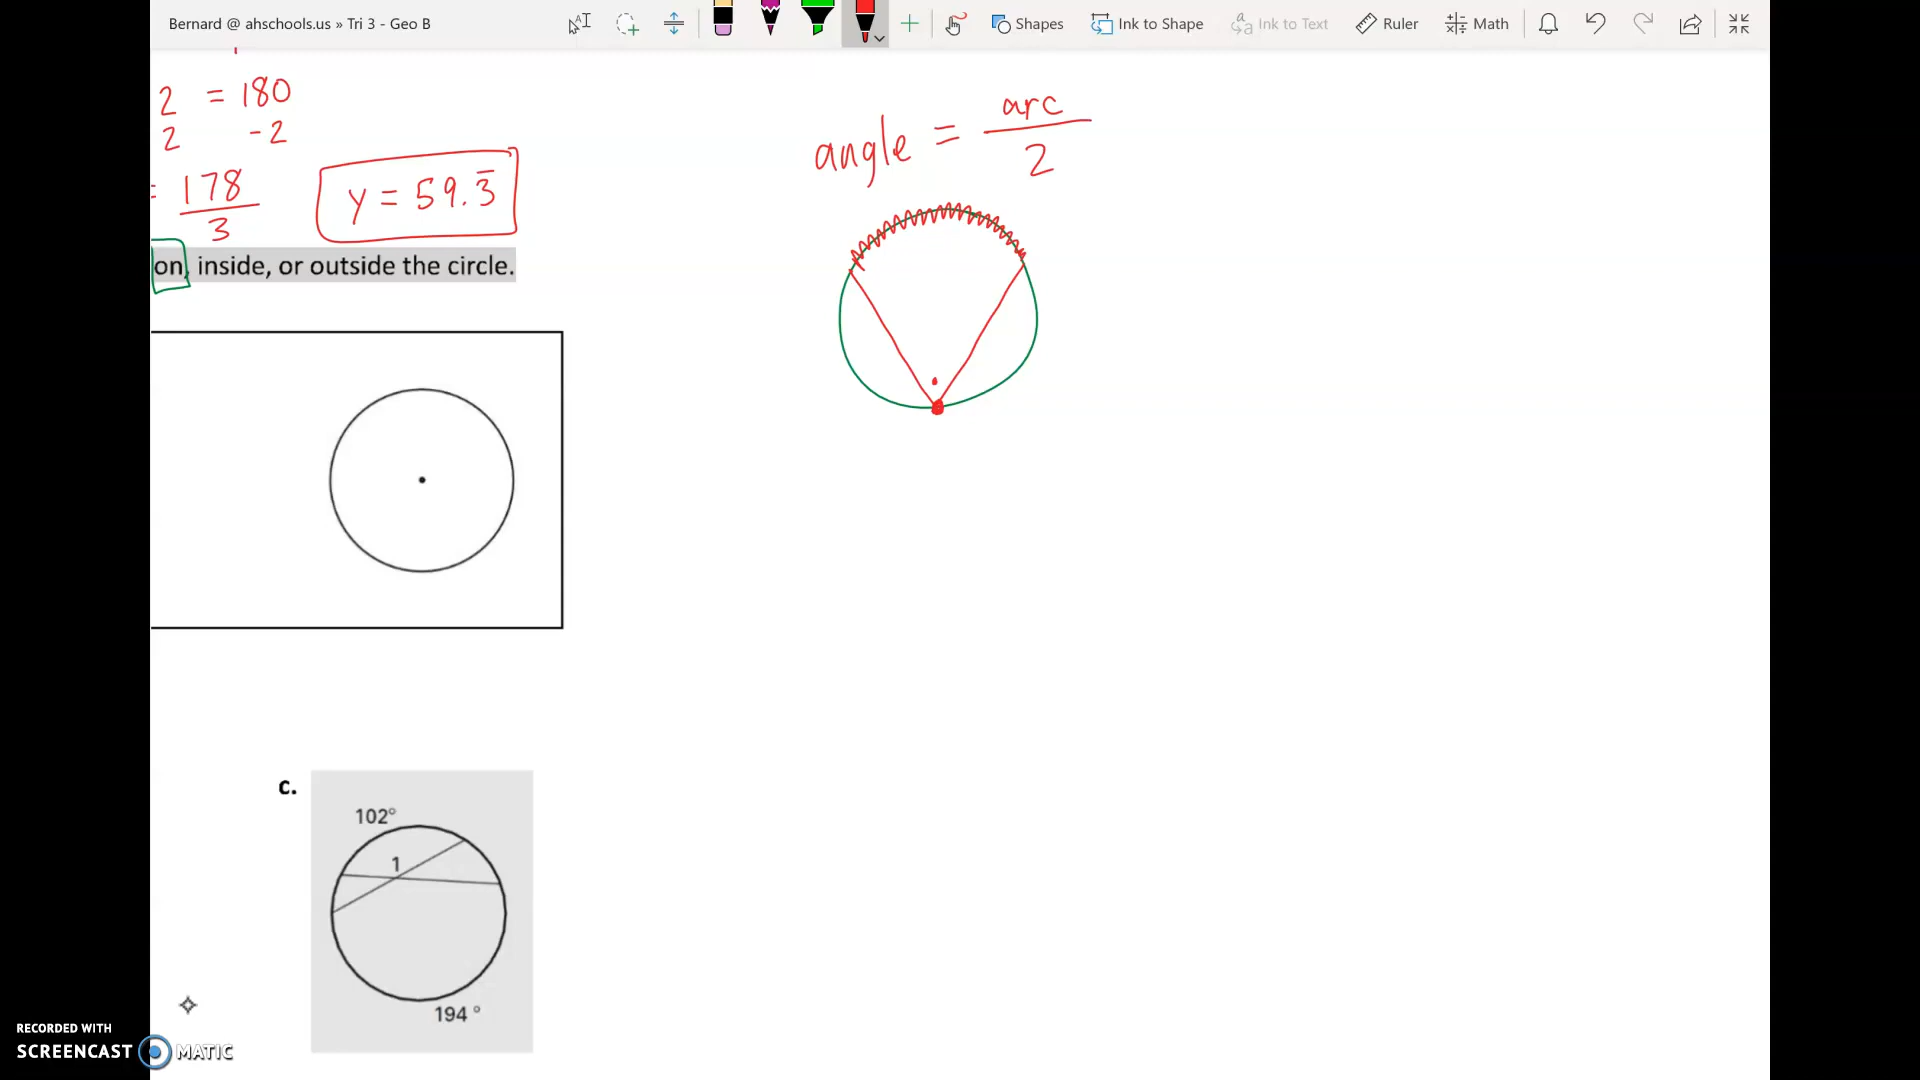 Bernard @ ahschools.us » Tri 3 - Geo B
Shapes
Ink to Shape
Ink to Text
Ruler
Math
2 = 180
2 -2
= 178
3
y = 59.3̅
on, inside, or outside the circle.
angle = arc
2
c.
102°
1
194 °
RECORDED WITH
SCREENCAST MATIC